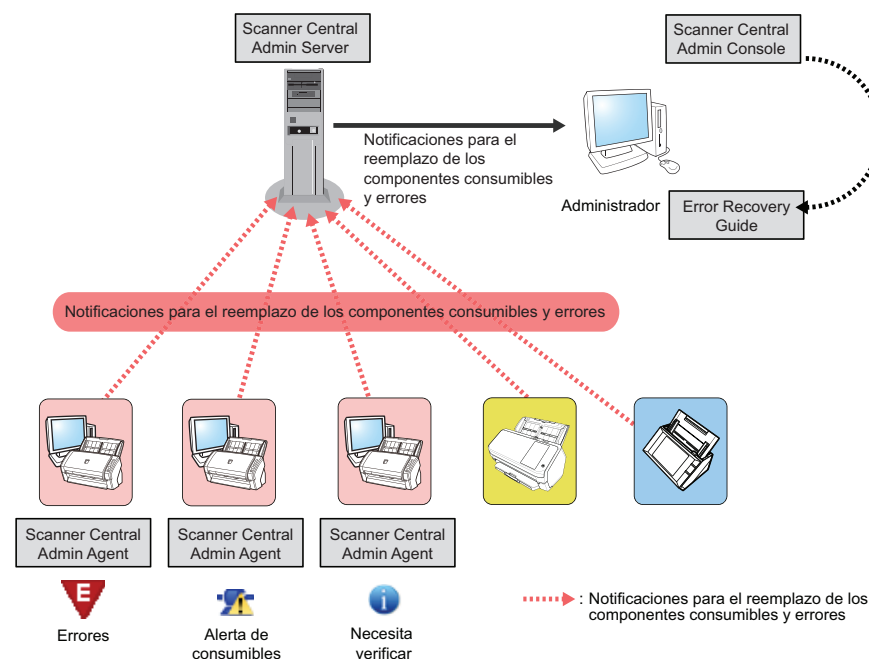 Scanner Central
Admin Server
Scanner Central
Admin Console
Notificaciones para el
reemplazo de los
componentes consumibles
y errores
Administrador
Error Recovery
Guide
Notificaciones para el reemplazo de los componentes consumibles y errores
Scanner Central
Admin Agent
Scanner Central
Admin Agent
Scanner Central
Admin Agent
E
Errores
Alerta de
consumibles
i
Necesita
verificar
: Notificaciones para el reemplazo de los
componentes consumibles y errores